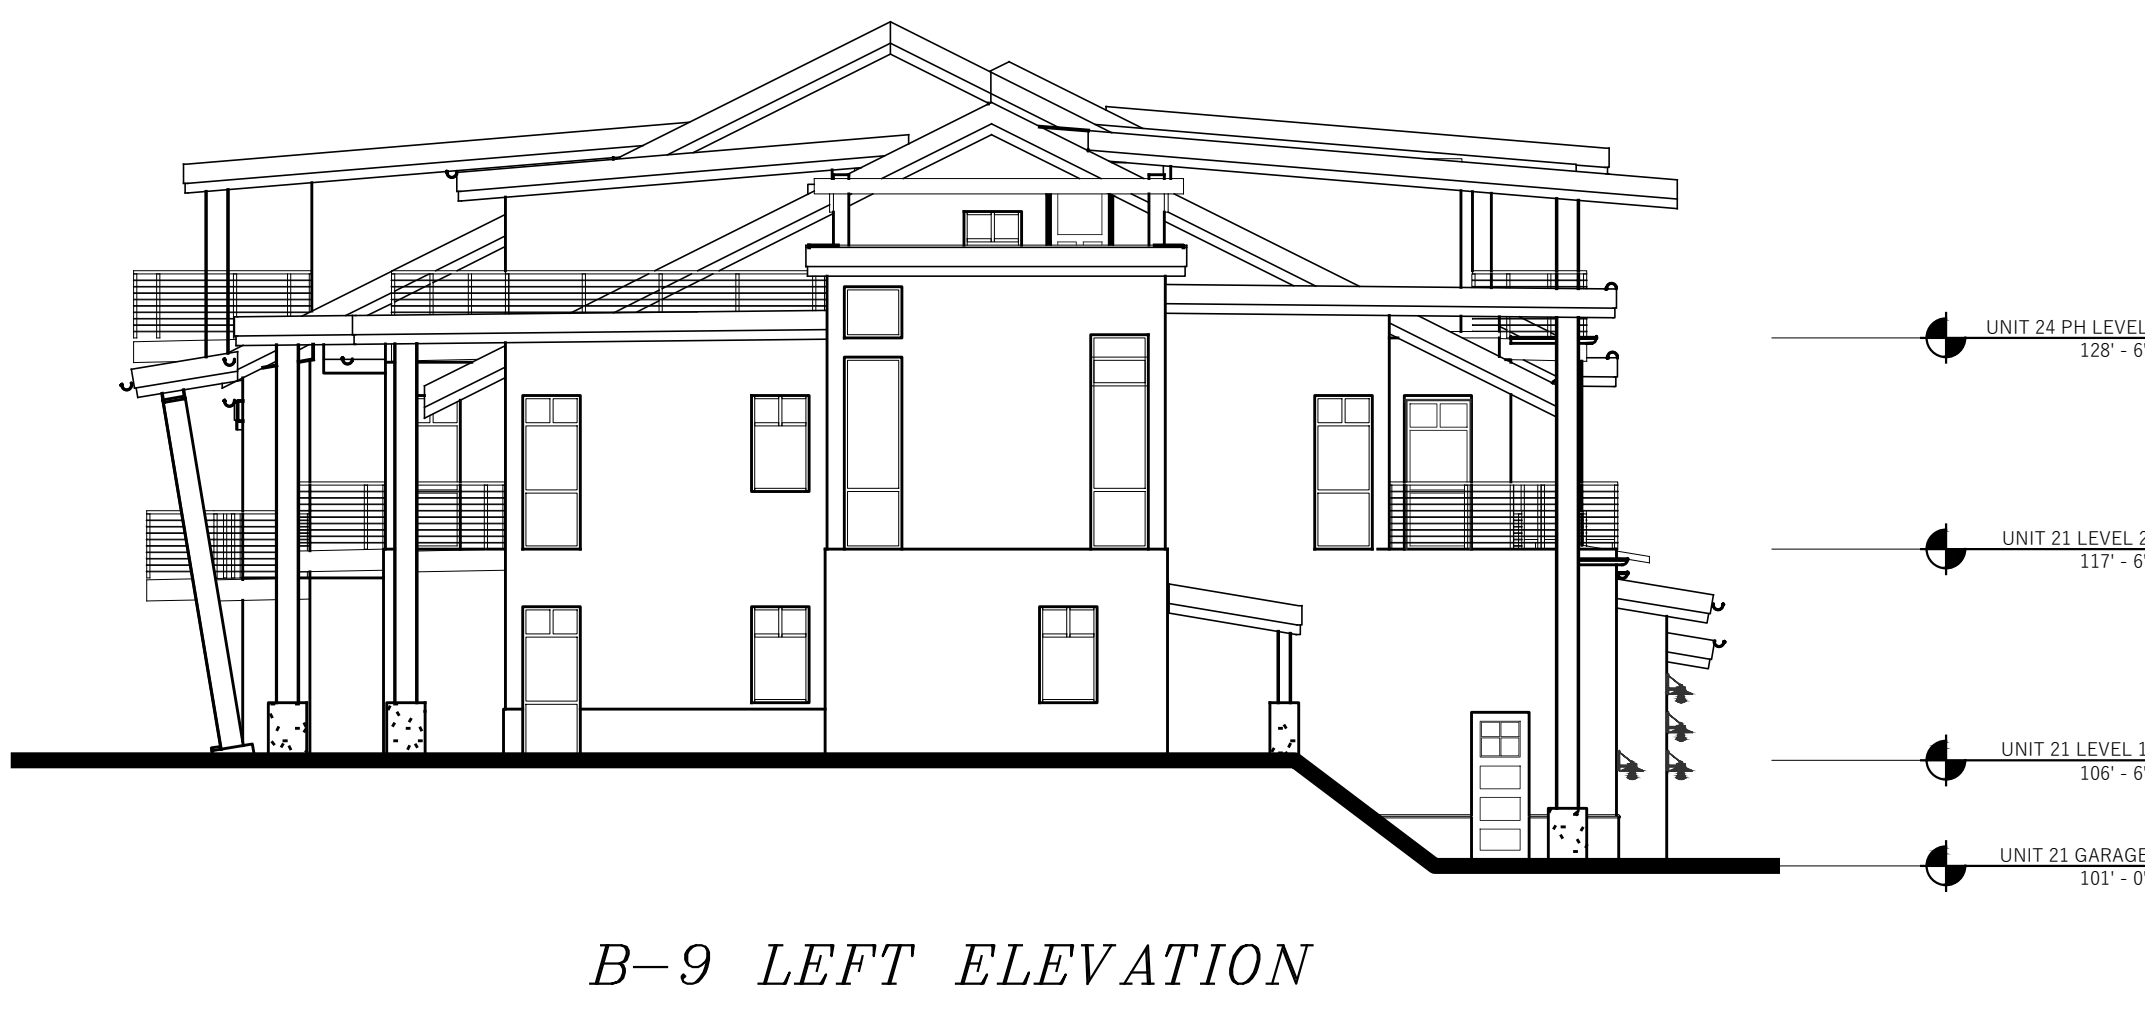 UNIT 24 PH LEVEL
128' - 6"
UNIT 21 LEVEL 2
117' - 6"
UNIT 21 LEVEL 1
106' - 6"
UNIT 21 GARAGE
101' - 0"
B-9 LEFT ELEVATION